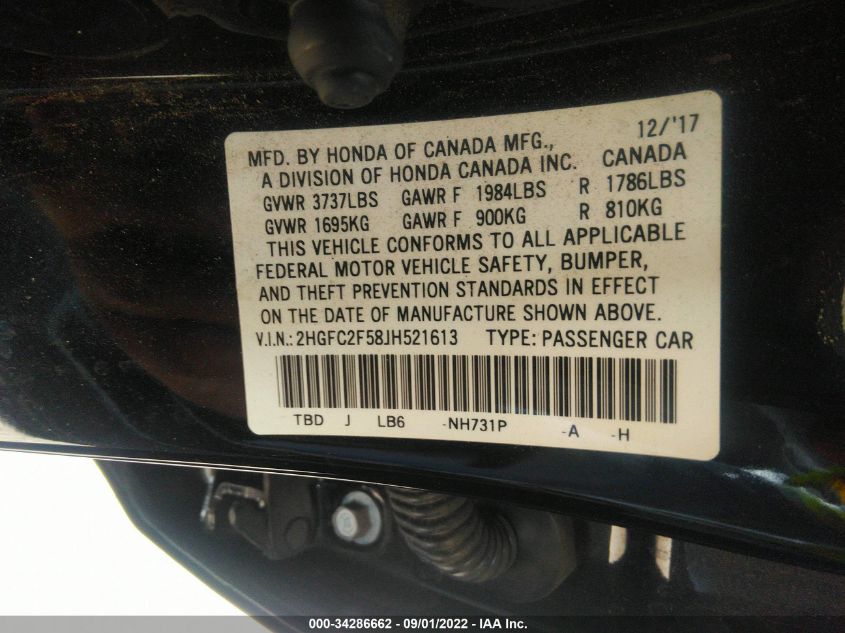 12/'17
MFD. BY HONDA OF CANADA MFG.,
A DIVISION OF HONDA CANADA INC. CANADA
GVWR 3737LBS GAWR F 1984LBS R 1786LBS
GVWR 1695KG GAWR F 900KG R 810KG
THIS VEHICLE CONFORMS TO ALL APPLICABLE
FEDERAL MOTOR VEHICLE SAFETY, BUMPER,
AND THEFT PREVENTION STANDARDS IN EFFECT
ON THE DATE OF MANUFACTURE SHOWN ABOVE.
V.I.N.: 2HGFC2F58JH521613 TYPE: PASSENGER CAR
TBD J LB6 -NH731P -A -H
000-34286662 - 09/01/2022 - IAA Inc.